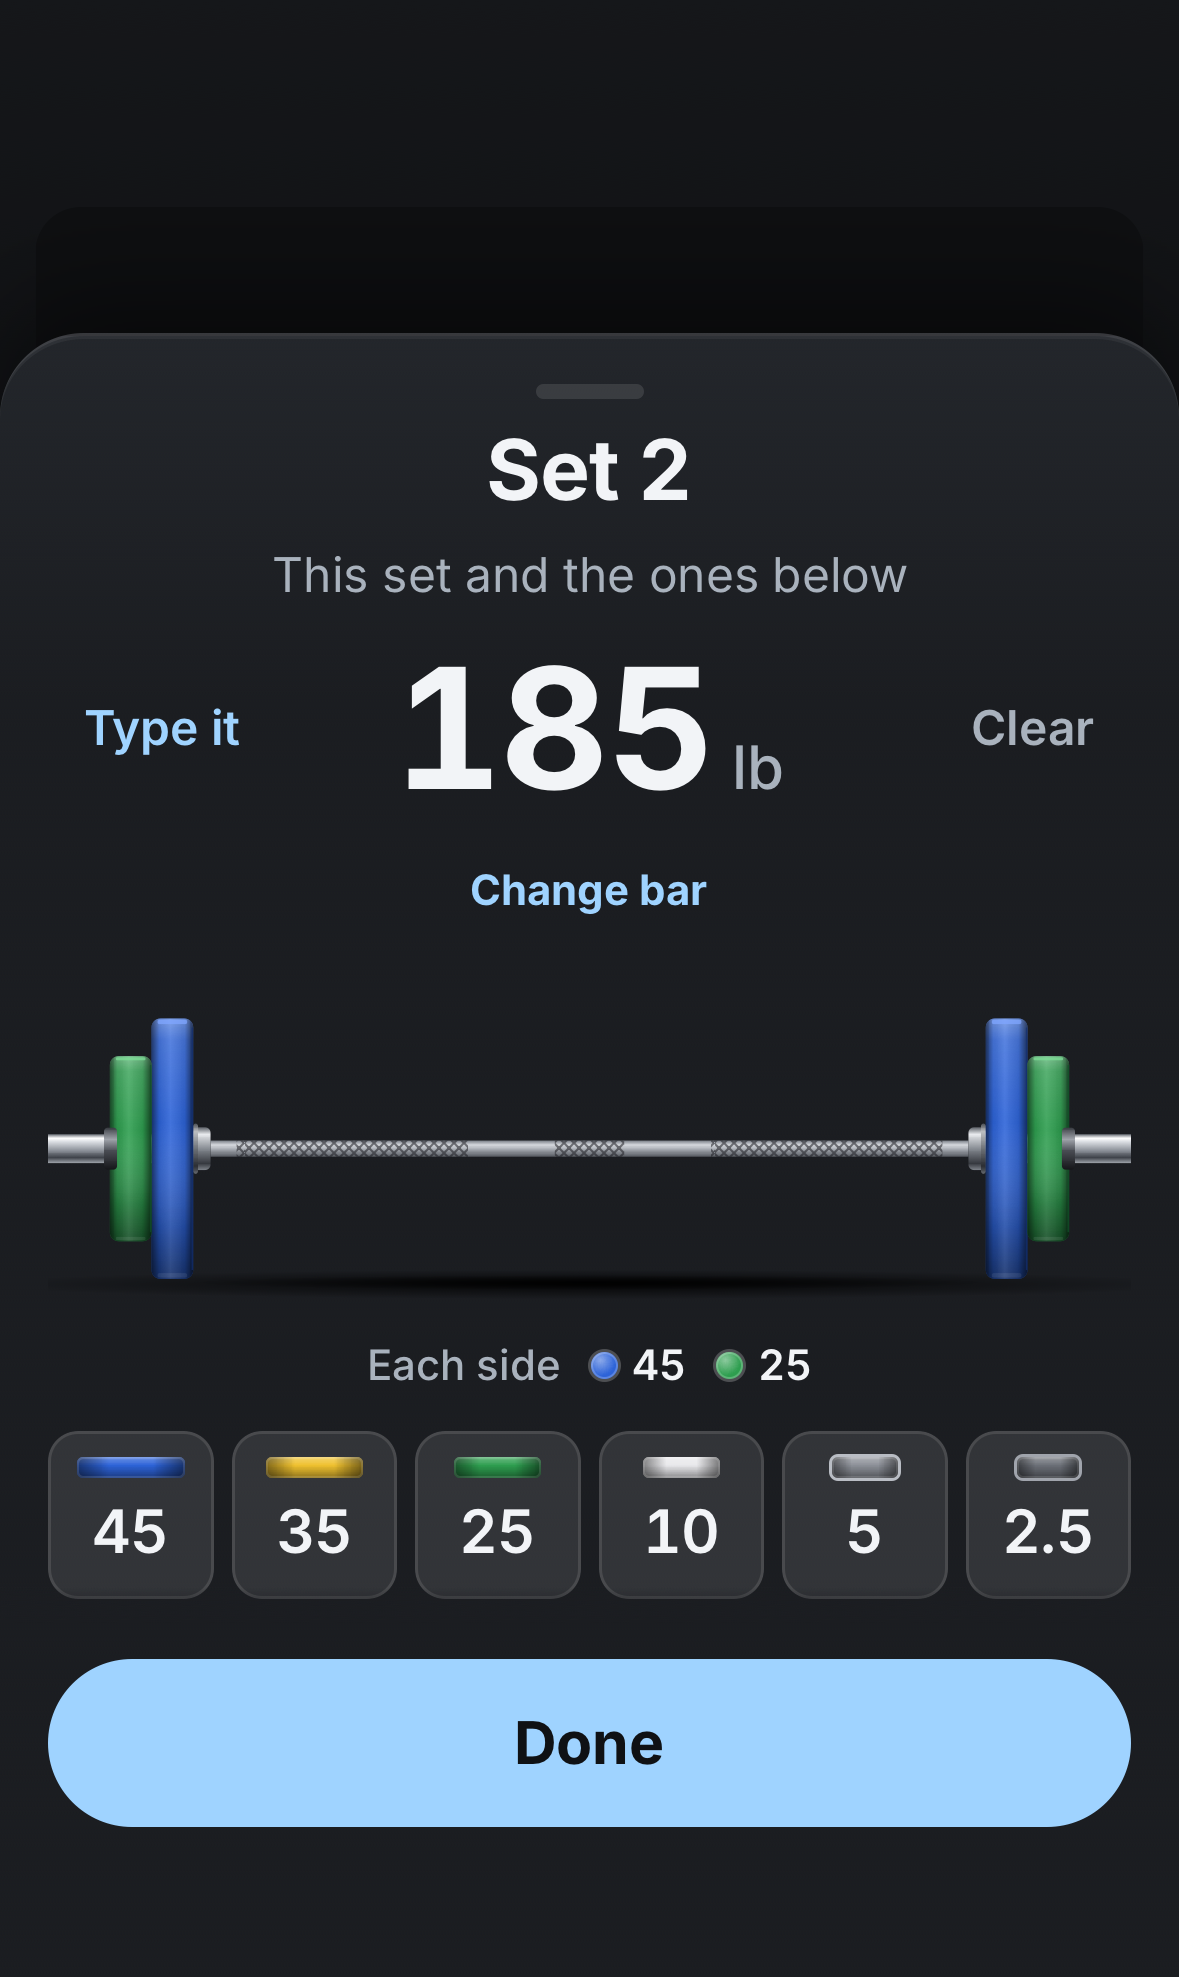 Set 2
This set and the ones below
Type it 185 lb Clear
Change bar
Each side 45 25
45 35 25 10 5 2.5
Done